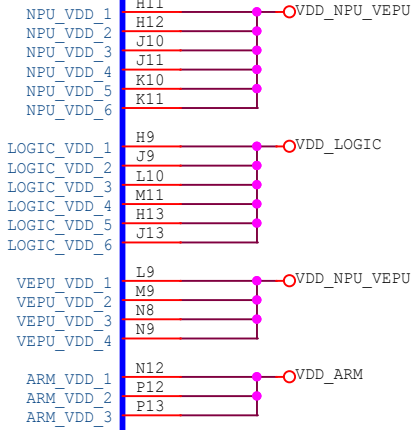 NPU_VDD_1 H11 VDD_NPU_VEPU
NPU_VDD_2 H12
NPU_VDD_3 J10
NPU_VDD_4 J11
NPU_VDD_5 K10
NPU_VDD_6 K11
LOGIC_VDD_1 H9 VDD_LOGIC
LOGIC_VDD_2 J9
LOGIC_VDD_3 L10
LOGIC_VDD_4 M11
LOGIC_VDD_5 H13
LOGIC_VDD_6 J13
VEPU_VDD_1 L9 VDD_NPU_VEPU
VEPU_VDD_2 M9
VEPU_VDD_3 N8
VEPU_VDD_4 N9
ARM_VDD_1 N12 VDD_ARM
ARM_VDD_2 P12
ARM_VDD_3 P13